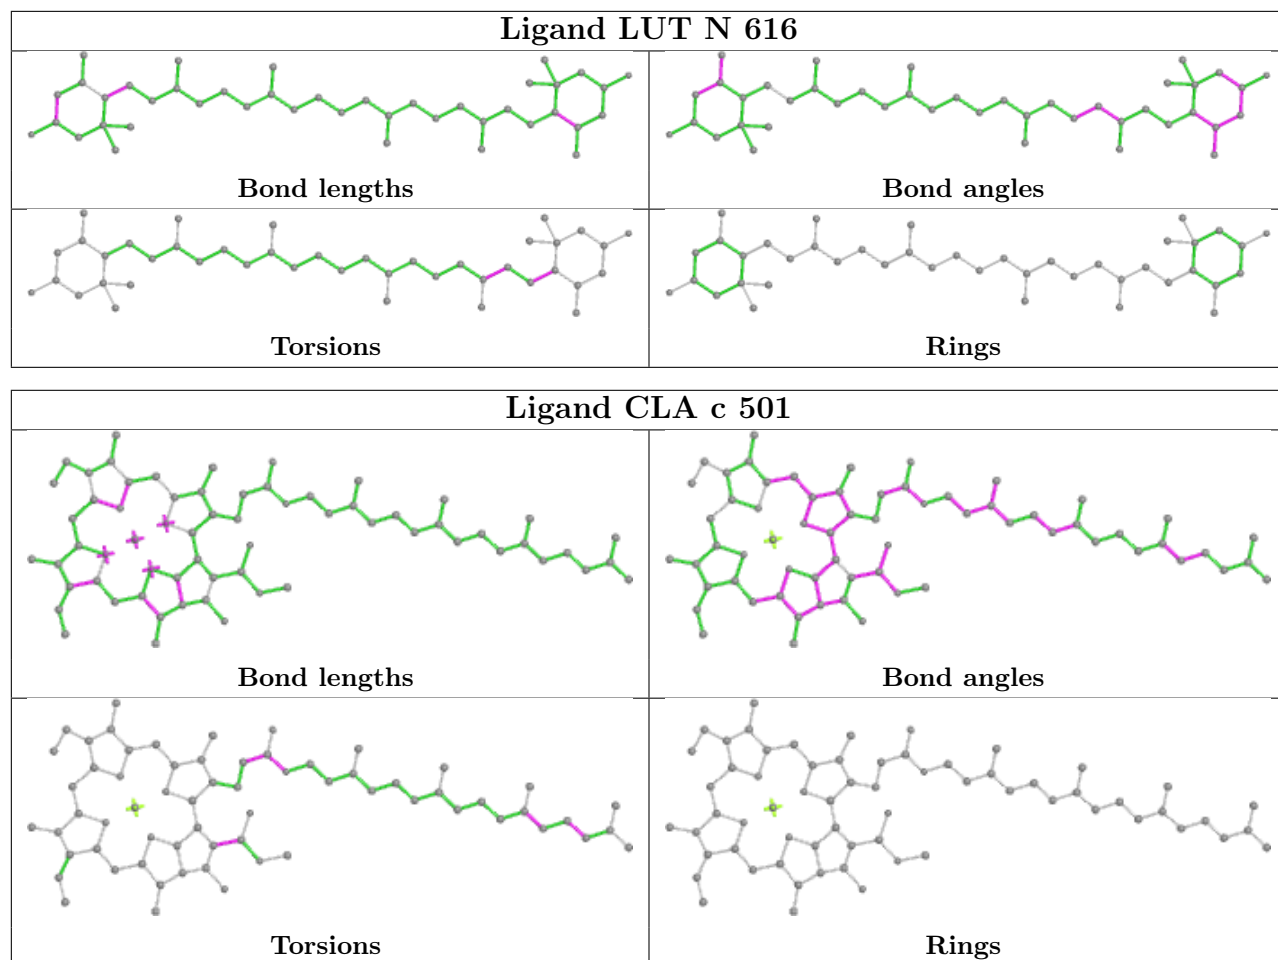 Ligand LUT N 616
Bond lengths
Bond angles
Torsions
Rings
Ligand CLA c 501
Bond lengths
Bond angles
Torsions
Rings